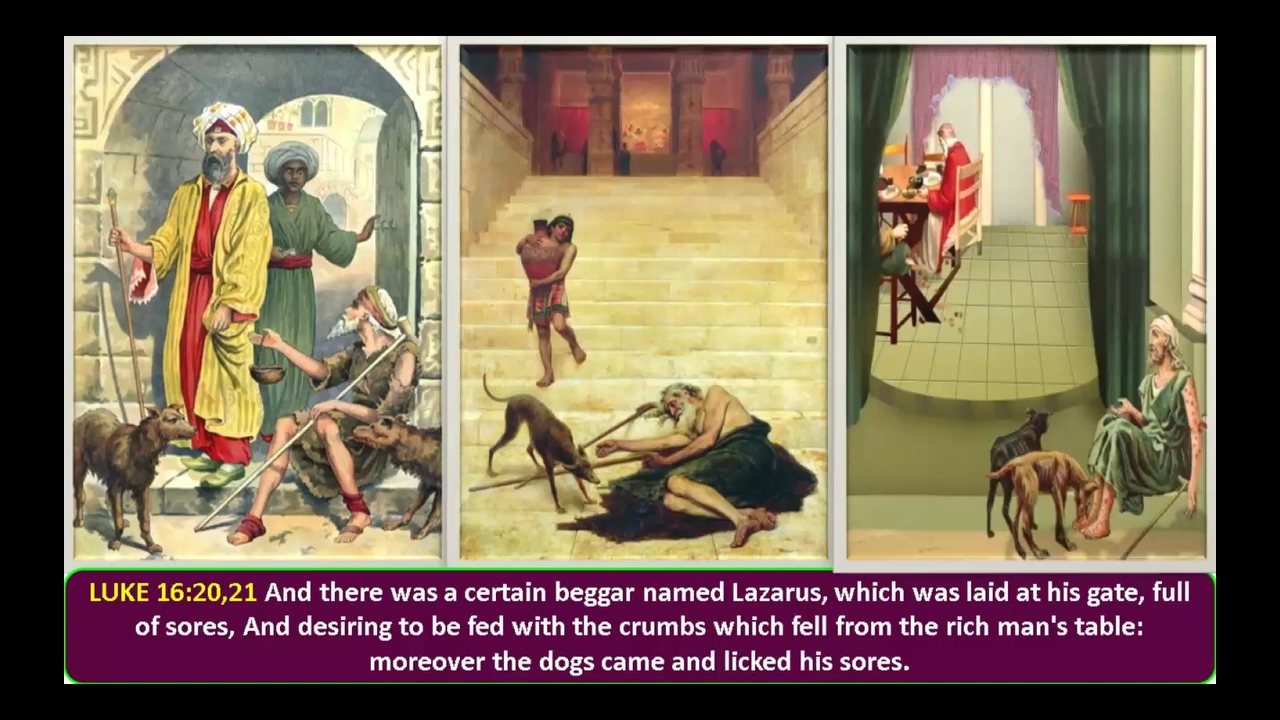 LUKE 16:20,21 And there was a certain beggar named Lazarus, which was laid at his gate, full
of sores, And desiring to be fed with the crumbs which fell from the rich man's table:
moreover the dogs came and licked his sores.